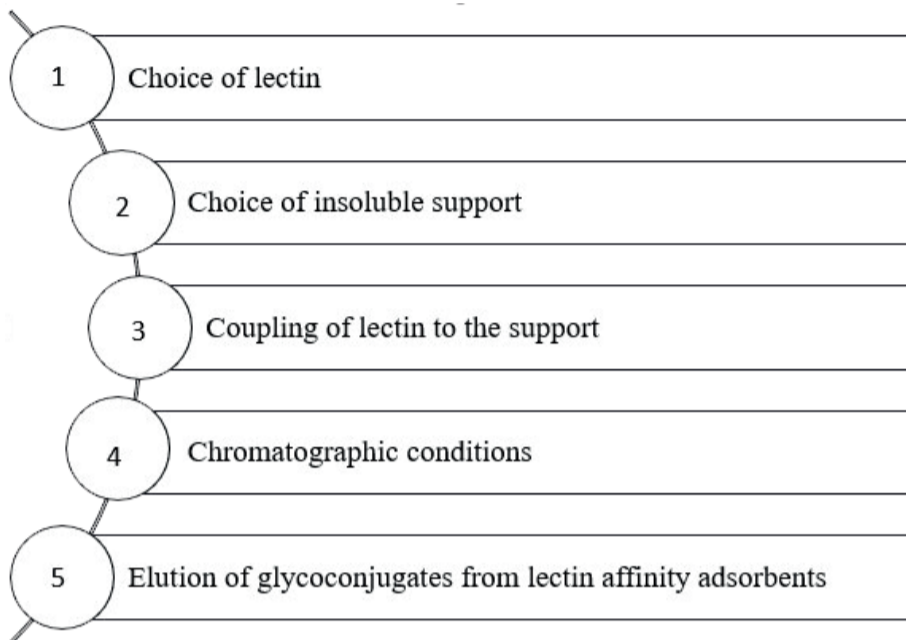 1 Choice of lectin
2 Choice of insoluble support
3 Coupling of lectin to the support
4 Chromatographic conditions
5 Elution of glycoconjugates from lectin affinity adsorbents